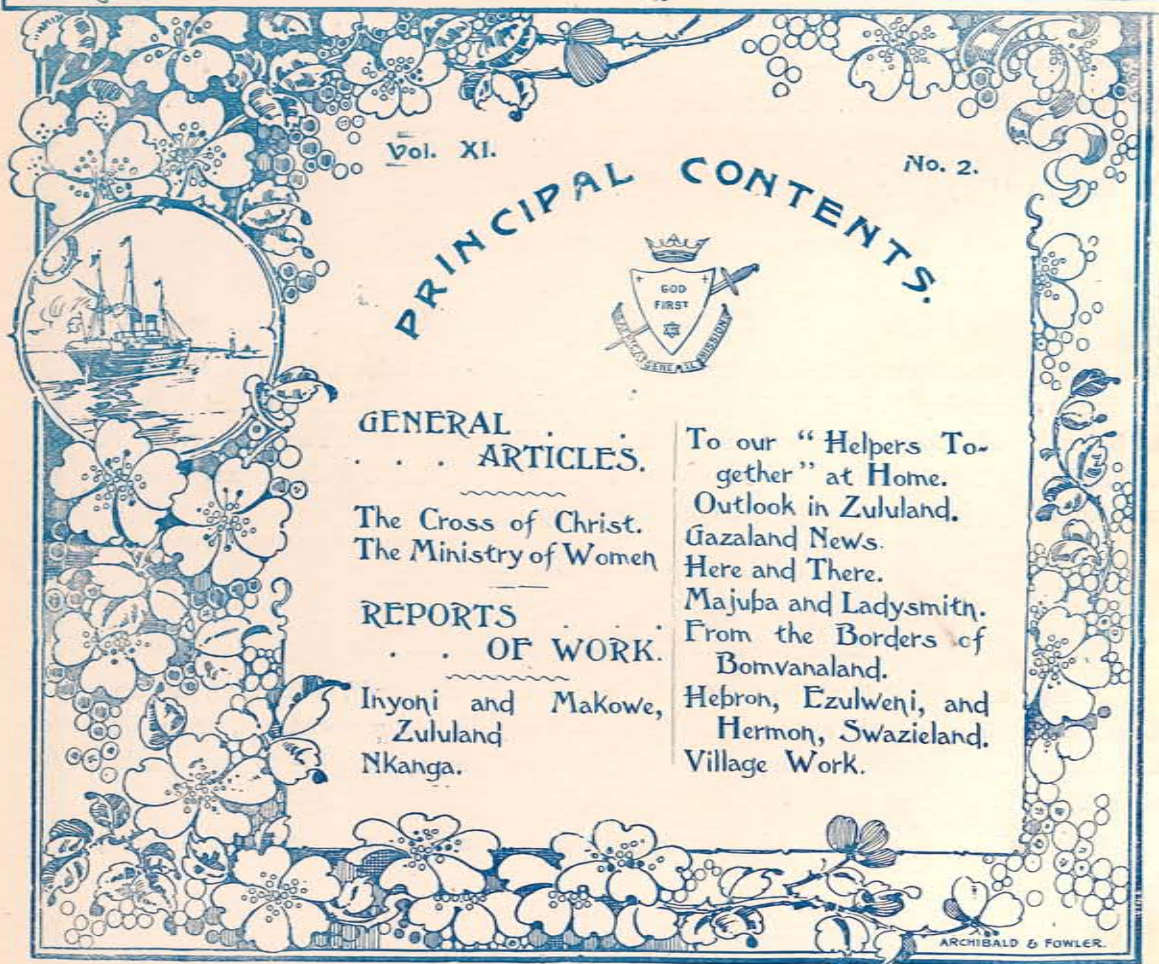 Vol. XI.
No. 2.
PRINCIPAL CONTENTS.
GOD
FIRST
GENERAL MISSION
GENERAL . .
. . . ARTICLES.
The Cross of Christ.
The Ministry of Women
REPORTS . . .
. . OF WORK.
Inyoni and Makowe,
Zululand
Nkanga.
To our “ Helpers To-
gether ” at Home.
Outlook in Zululand.
Gazaland News.
Here and There.
Majuba and Ladysmith.
From the Borders of
Bomvanaland.
Hebron, Ezulweni, and
Hermon, Swazieland.
Village Work.
ARCHIBALD & FOWLER.